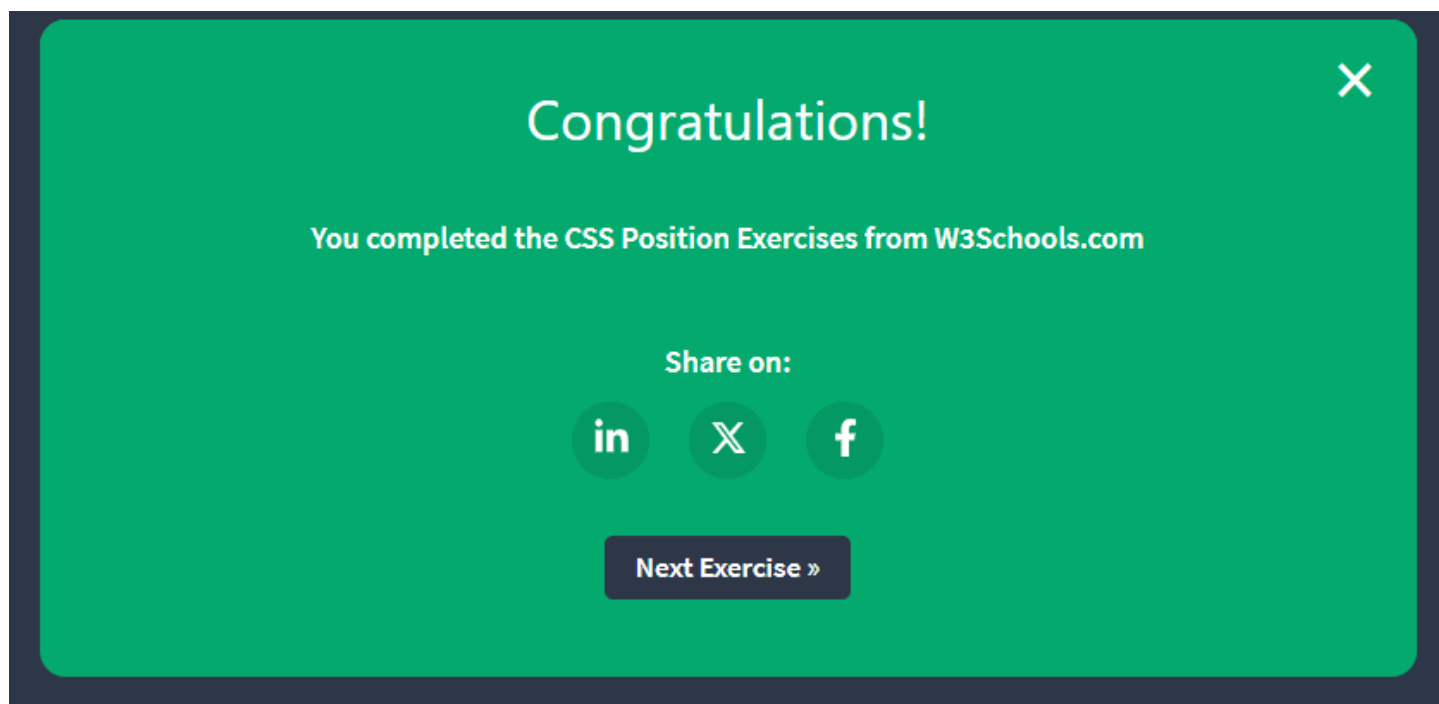 Congratulations!
You completed the CSS Position Exercises from W3Schools.com
Share on:
in X f
Next Exercise »